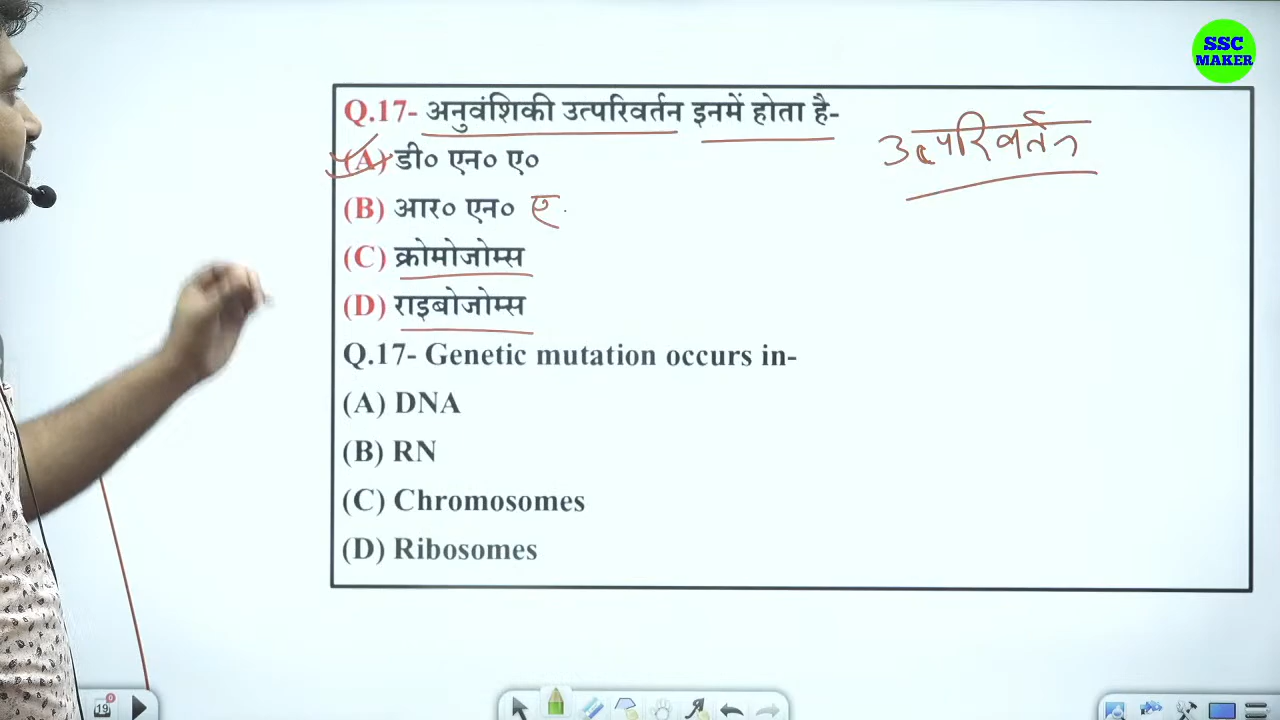 SSC
MAKER
Q.17- अनुवंशिकी उत्परिवर्तन इनमें होता है-
उत्परिवर्तन
(A) डी० एन० ए०
(B) आर० एन० ए.
(C) क्रोमोजोम्स
(D) राइबोजोम्स
Q.17- Genetic mutation occurs in-
(A) DNA
(B) RN
(C) Chromosomes
(D) Ribosomes
19